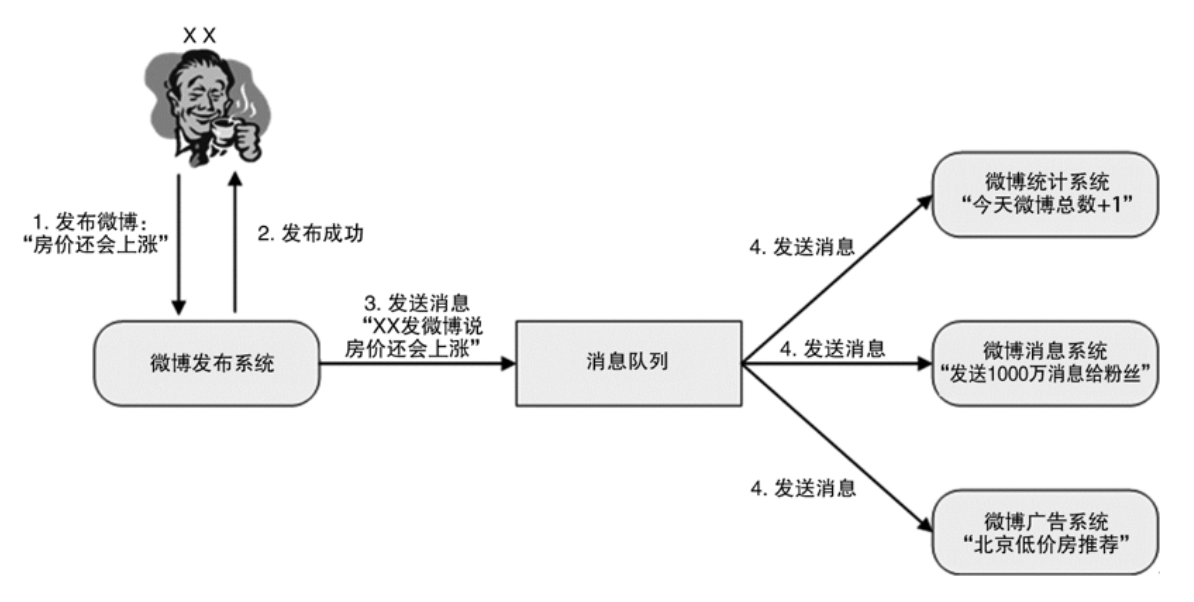 XX
1. 发布微博：
“房价还会上涨”
2. 发布成功
微博发布系统
3. 发送消息
“XX发微博说
房价还会上涨”
消息队列
4. 发送消息
微博统计系统
“今天微博总数+1”
4. 发送消息
微博消息系统
“发送1000万消息给粉丝”
4. 发送消息
微博广告系统
“北京低价房推荐”